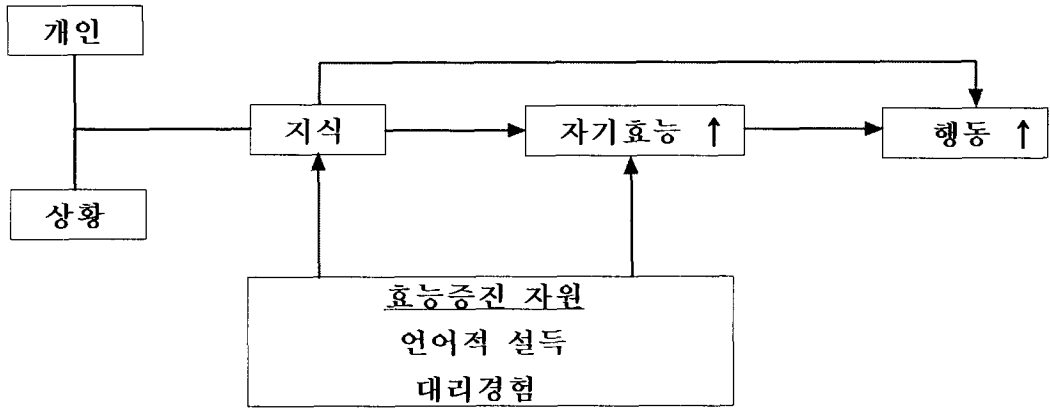 개인
지식
자기효능 ↑
행동 ↑
상황
효능증진 자원
언어적 설득
대리경험